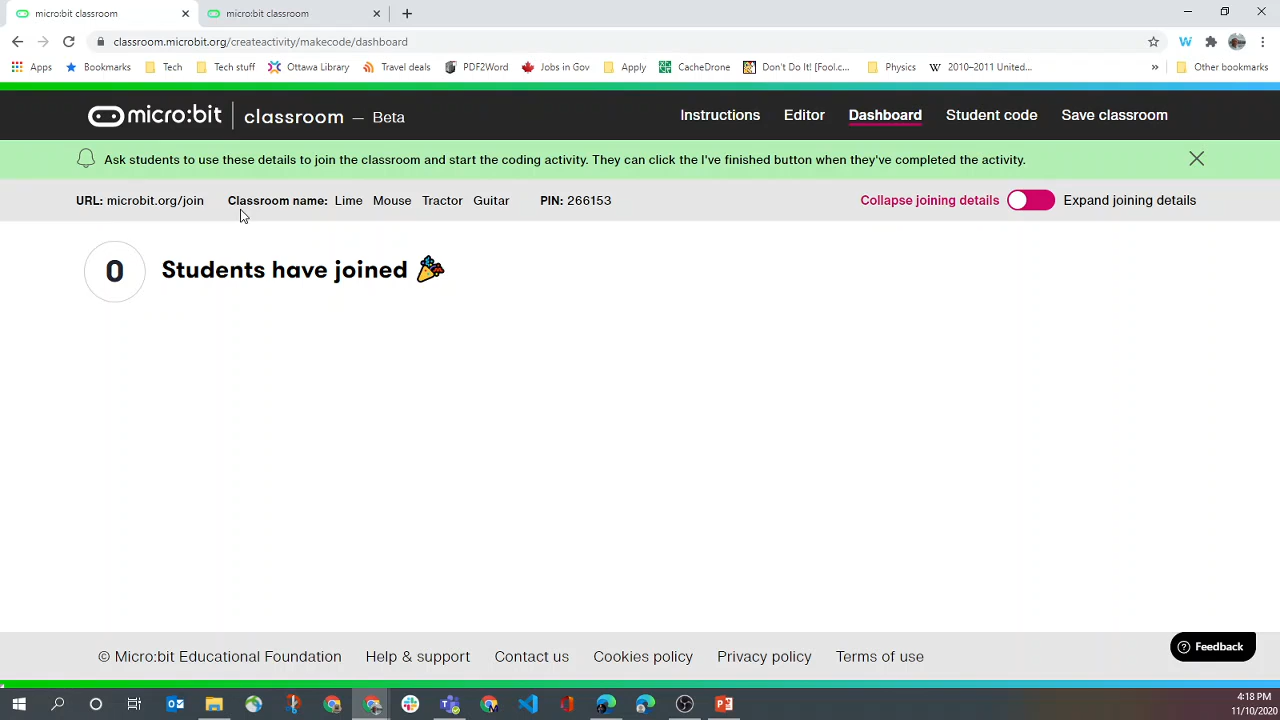 micro:bit classroom
micro:bit classroom
classroom.microbit.org/createactivity/makecode/dashboard
Apps Bookmarks Tech Tech stuff Ottawa Library Travel deals PDF2Word Jobs in Gov Apply CacheDrone Don't Do It! [Fool.c... Physics 2010–2011 United... » Other bookmarks
micro:bit classroom — Beta Instructions Editor Dashboard Student code Save classroom
Ask students to use these details to join the classroom and start the coding activity. They can click the I've finished button when they've completed the activity.
URL: microbit.org/join Classroom name: Lime Mouse Tractor Guitar PIN: 266153 Collapse joining details Expand joining details
0 Students have joined
Feedback
© Micro:bit Educational Foundation Help & support Contact us Cookies policy Privacy policy Terms of use
4:18 PM
11/10/2020